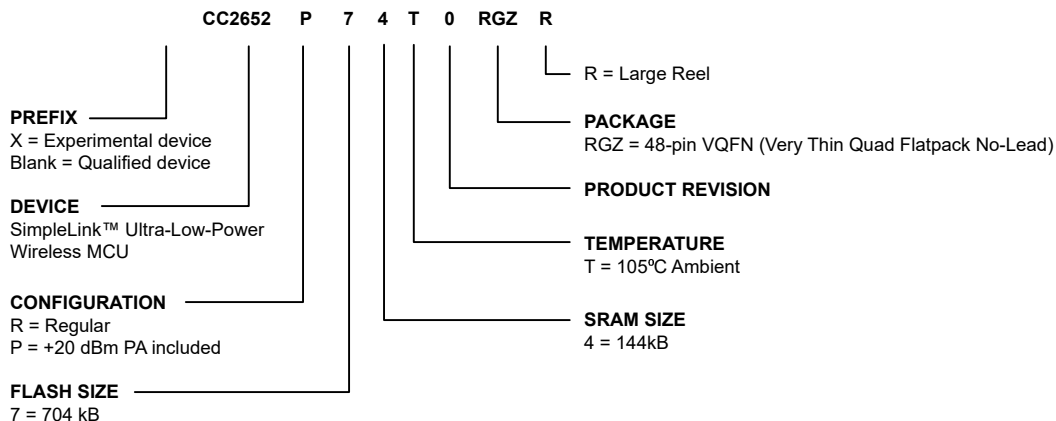 CC2652 P 7 4 T 0 RGZ R
PREFIX
X = Experimental device
Blank = Qualified device
DEVICE
SimpleLink™ Ultra-Low-Power
Wireless MCU
CONFIGURATION
R = Regular
P = +20 dBm PA included
FLASH SIZE
7 = 704 kB
R = Large Reel
PACKAGE
RGZ = 48-pin VQFN (Very Thin Quad Flatpack No-Lead)
PRODUCT REVISION
TEMPERATURE
T = 105ºC Ambient
SRAM SIZE
4 = 144kB